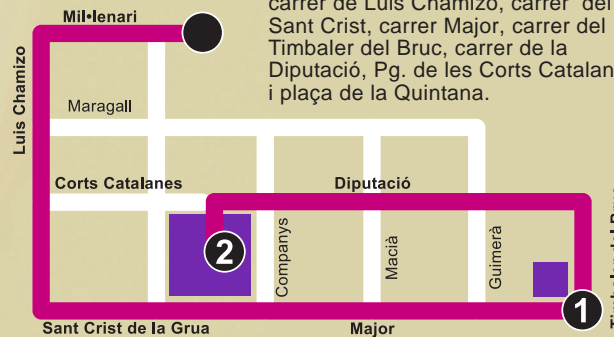 carrer de Luis Chamizo, carrer del
Sant Crist, carrer Major, carrer del
Timbaler del Bruc, carrer de la
Diputació, Pg. de les Corts Catalan
i plaça de la Quintana.
Mil•lenari
Luis Chamizo
Maragall
Corts Catalanes
Diputació
Companys
Macià
Guimerà
2
1
Sant Crist de la Grua
Major